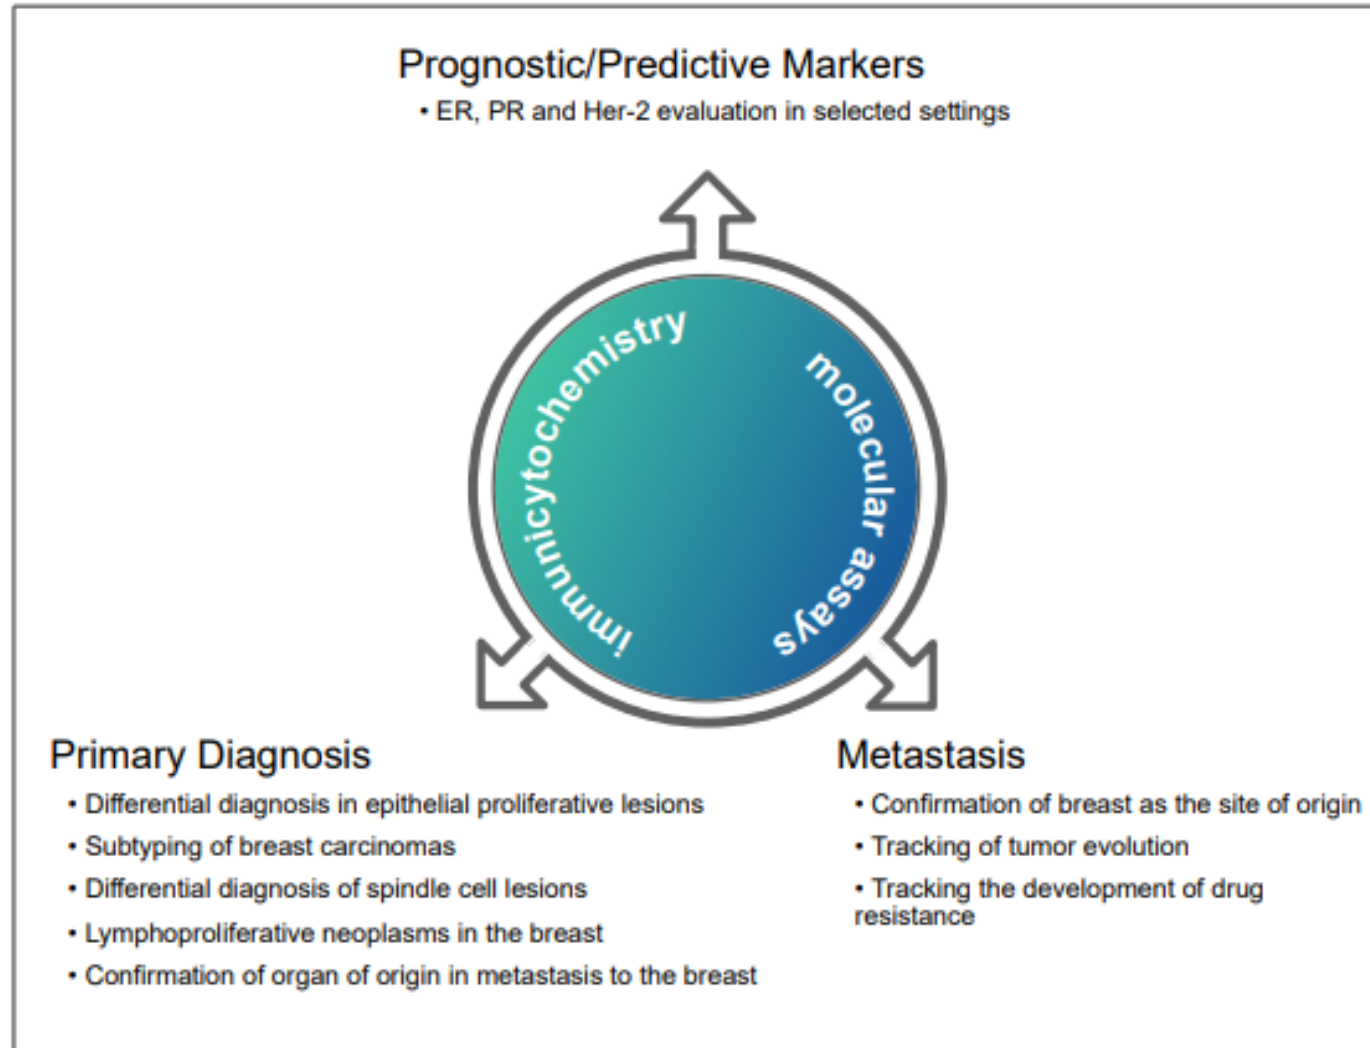 Prognostic/Predictive Markers
• ER, PR and Her-2 evaluation in selected settings
immunicytochemistry
molecular assays
Primary Diagnosis
• Differential diagnosis in epithelial proliferative lesions
• Subtyping of breast carcinomas
• Differential diagnosis of spindle cell lesions
• Lymphoproliferative neoplasms in the breast
• Confirmation of organ of origin in metastasis to the breast
Metastasis
• Confirmation of breast as the site of origin
• Tracking of tumor evolution
• Tracking the development of drug
resistance